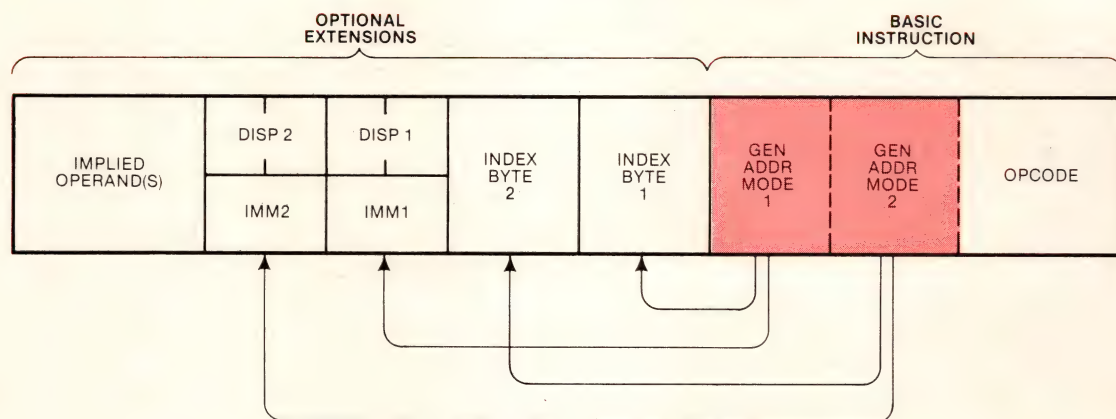 OPTIONAL
EXTENSIONS
BASIC
INSTRUCTION
IMPLIED
OPERAND(S)
DISP 2
IMM2
DISP 1
IMM1
INDEX
BYTE
2
INDEX
BYTE
1
GEN
ADDR
MODE
1
GEN
ADDR
MODE
2
OPCODE